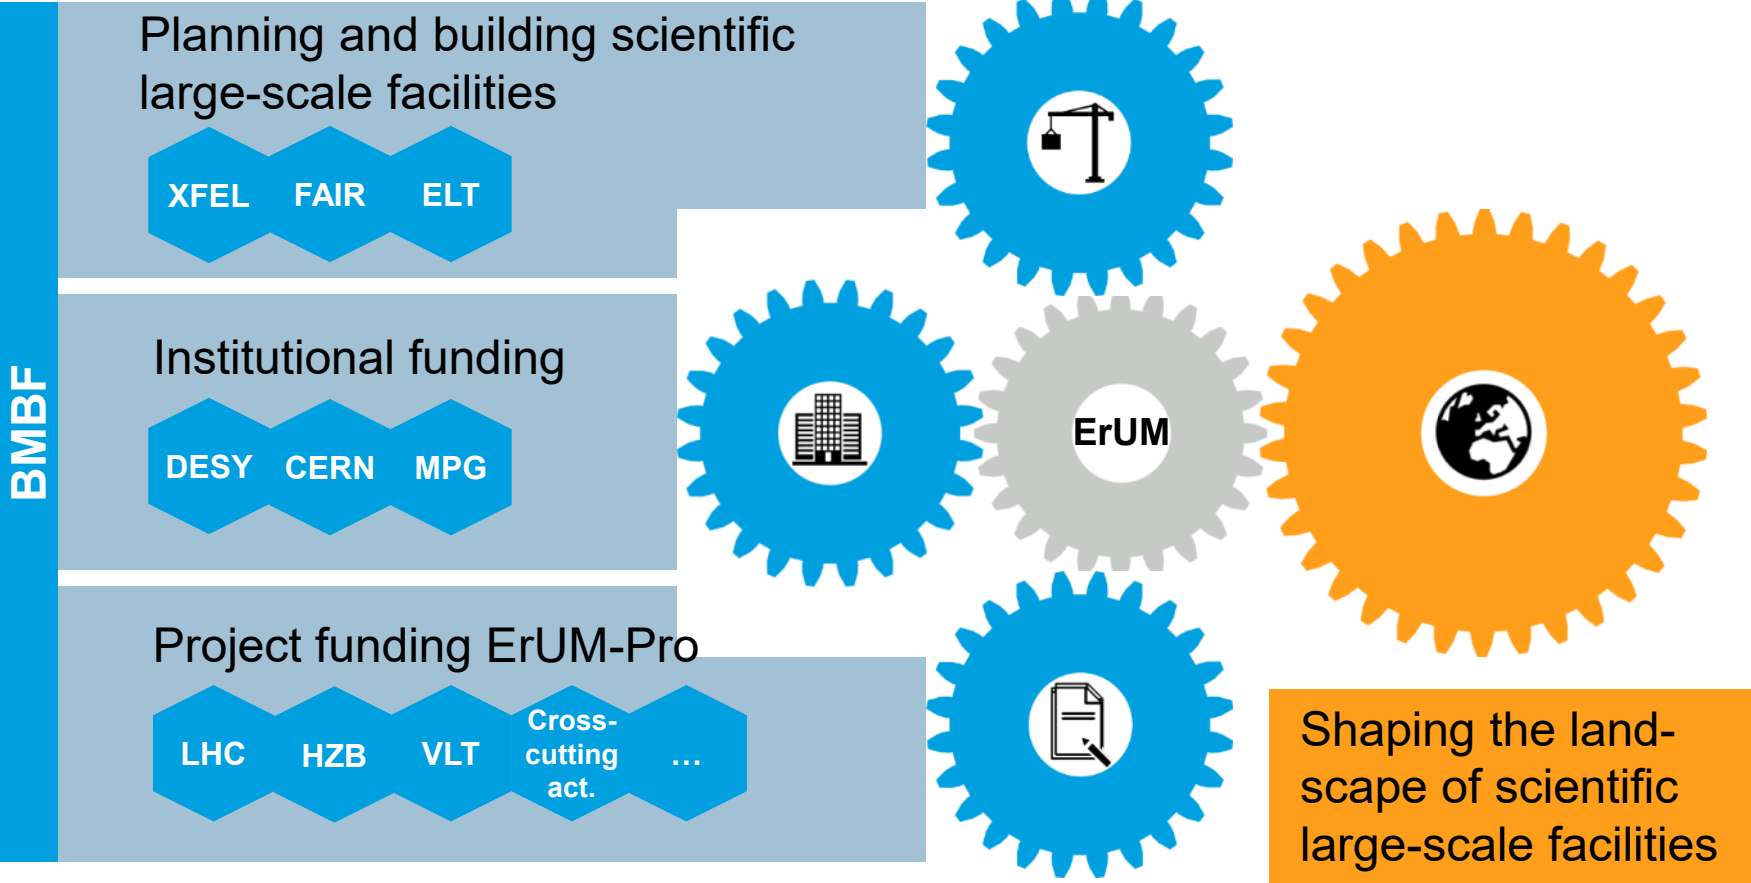 BMBF
Planning and building scientific
large-scale facilities
XFEL
FAIR
ELT
Institutional funding
DESY
CERN
MPG
Project funding ErUM-Pro
LHC
HZB
VLT
Cross-
cutting
act.
...
ErUM
Shaping the land-
scape of scientific
large-scale facilities